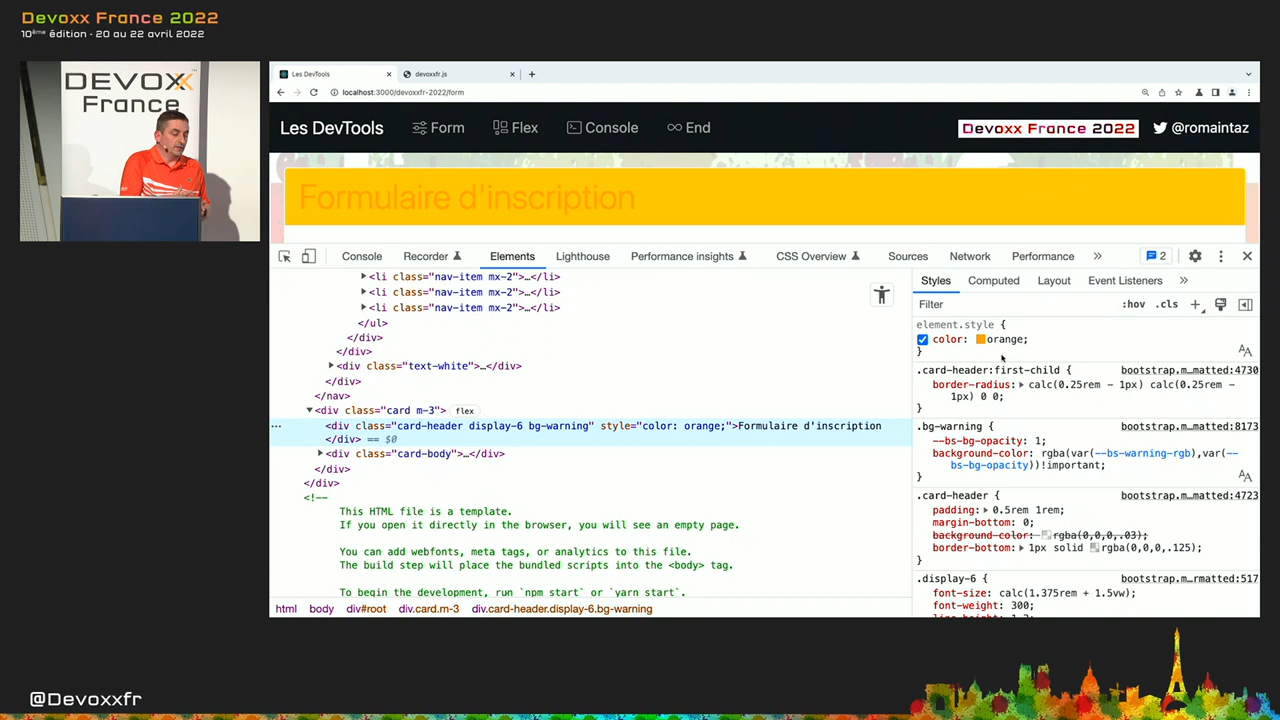 Devoxx France 2022
10ème édition · 20 au 22 avril 2022
DEVOXX
France
Les DevTools
devoxxfr.js
localhost:3000/devoxxfr-2022/form
Les DevTools
Form
Flex
Console
End
Devoxx France 2022
@romaintaz
Formulaire d'inscription
Console
Recorder
Elements
Lighthouse
Performance insights
CSS Overview
Sources
Network
Performance
2
<li class="nav-item mx-2">…</li>
<li class="nav-item mx-2">…</li>
<li class="nav-item mx-2">…</li>
</ul>
</div>
</div>
<div class="text-white">…</div>
</div>
</nav>
<div class="card m-3"> flex
<div class="card-header display-6 bg-warning" style="color: orange;">Formulaire d'inscription
</div> == $0
<div class="card-body">…</div>
</div>
</div>
<!--
This HTML file is a template.
If you open it directly in the browser, you will see an empty page.
You can add webfonts, meta tags, or analytics to this file.
The build step will place the bundled scripts into the <body> tag.
To begin the development, run `npm start` or `yarn start`.
html body div#root div.card.m-3 div.card-header.display-6.bg-warning
Styles
Computed
Layout
Event Listeners
Filter
:hov .cls +
element.style {
color: orange;
}
.card-header:first-child { bootstrap.m…matted:4730
border-radius: calc(0.25rem - 1px) calc(0.25rem -
1px) 0 0;
}
.bg-warning { bootstrap.m…matted:8173
--bs-bg-opacity: 1;
background-color: rgba(var(--bs-warning-rgb),var(--
bs-bg-opacity))!important;
}
.card-header { bootstrap.m…matted:4723
padding: 0.5rem 1rem;
margin-bottom: 0;
background-color: rgba(0,0,0,.03);
border-bottom: 1px solid rgba(0,0,0,.125);
}
.display-6 { bootstrap.m…rmatted:517
font-size: calc(1.375rem + 1.5vw);
font-weight: 300;
@Devoxxfr